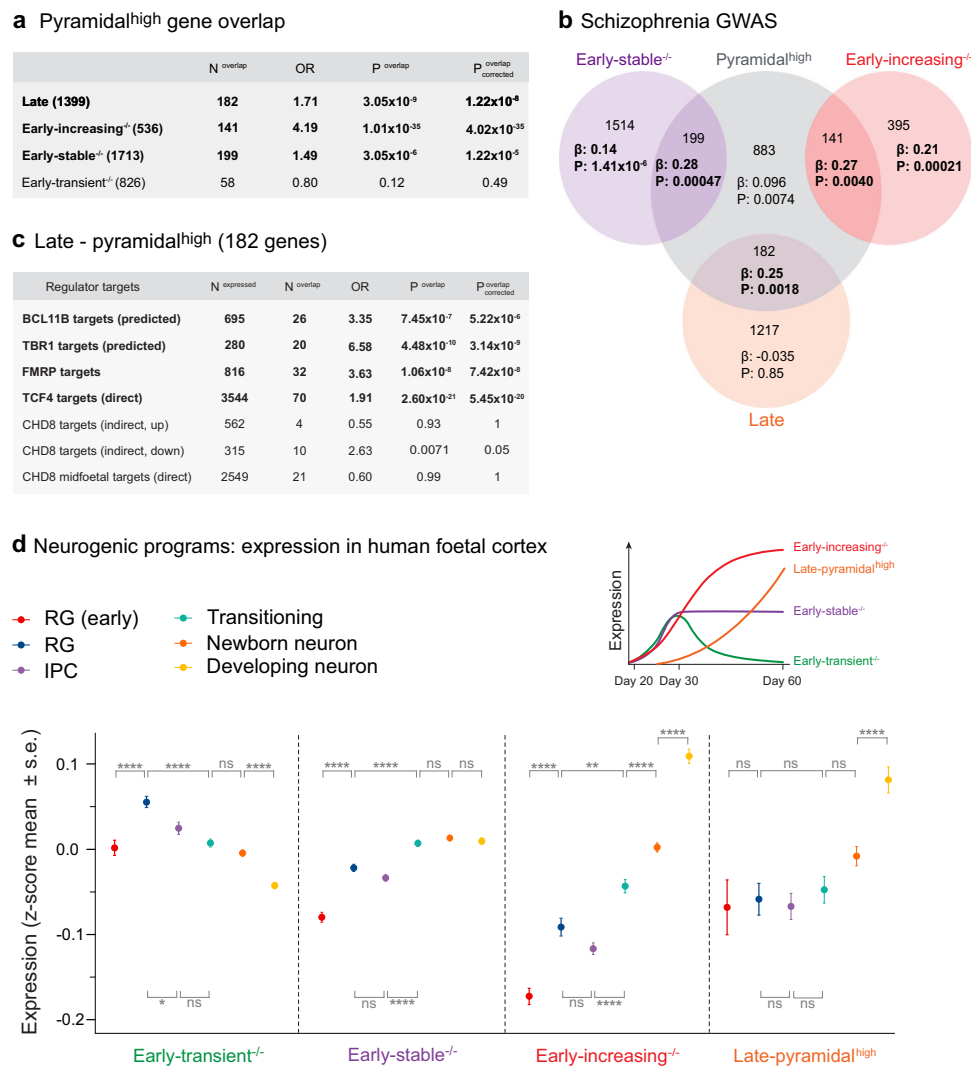 a Pyramidal^high gene overlap
N overlap OR P overlap P overlap corrected
Late (1399) 182 1.71 3.05x10^-9 1.22x10^-8
Early-increasing^-/- (536) 141 4.19 1.01x10^-35 4.02x10^-35
Early-stable^-/- (1713) 199 1.49 3.05x10^-6 1.22x10^-5
Early-transient^-/- (826) 58 0.80 0.12 0.49
b Schizophrenia GWAS
Early-stable^-/- Pyramidal^high Early-increasing^-/-
1514
β: 0.14
P: 1.41x10^-6
199
β: 0.28
P: 0.00047
883
β: 0.096
P: 0.0074
141
β: 0.27
P: 0.0040
395
β: 0.21
P: 0.00021
182
β: 0.25
P: 0.0018
1217
β: -0.035
P: 0.85
Late
c Late - pyramidal^high (182 genes)
Regulator targets N expressed N overlap OR P overlap P overlap corrected
BCL11B targets (predicted) 695 26 3.35 7.45x10^-7 5.22x10^-6
TBR1 targets (predicted) 280 20 6.58 4.48x10^-10 3.14x10^-9
FMRP targets 816 32 3.63 1.06x10^-8 7.42x10^-8
TCF4 targets (direct) 3544 70 1.91 2.60x10^-21 5.45x10^-20
CHD8 targets (indirect, up) 562 4 0.55 0.93 1
CHD8 targets (indirect, down) 315 10 2.63 0.0071 0.05
CHD8 midfoetal targets (direct) 2549 21 0.60 0.99 1
d Neurogenic programs: expression in human foetal cortex
RG (early)
RG
IPC
Transitioning
Newborn neuron
Developing neuron
Expression
Early-increasing^-/-
Late-pyramidal^high
Early-stable^-/-
Early-transient^-/-
Day 20 Day 30 Day 60
Expression (z-score mean ± s.e.)
0.1
0.0
-0.1
-0.2
**** **** ns ****
* ns
**** **** ns ns
ns ****
**** ** **** ****
ns ****
ns ns ns ****
ns ns
Early-transient^-/- Early-stable^-/- Early-increasing^-/- Late-pyramidal^high